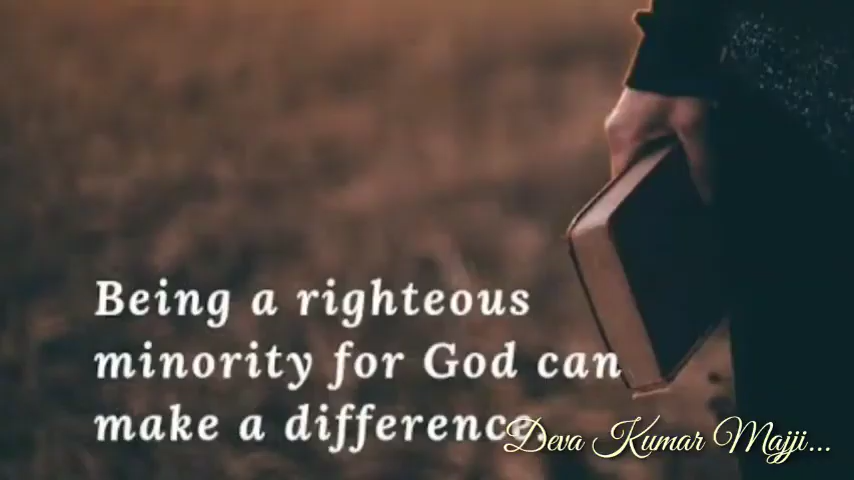 Being a righteous
minority for God can
make a difference.
Deva Kumar Majji...